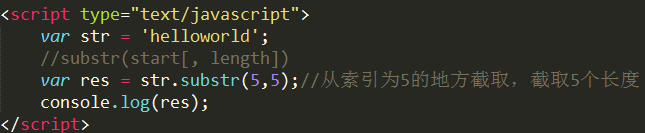 <script type="text/javascript">
var str = 'helloworld';
//substr(start[, length])
var res = str.substr(5,5);//从索引为5的地方截取，截取5个长度
console.log(res);
</script>